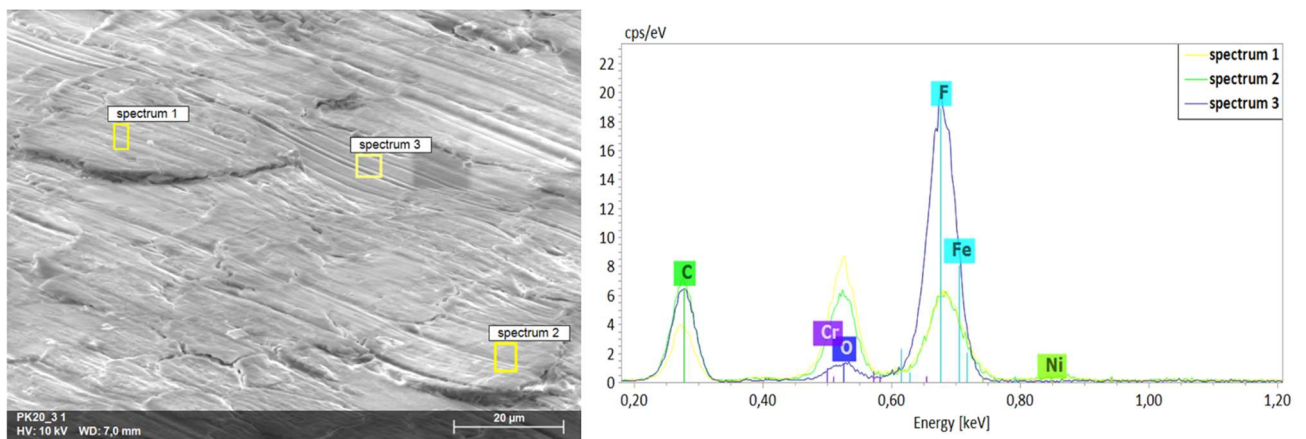 spectrum 1
spectrum 3
spectrum 2
PK20_3 1
HV: 10 kV WD: 7,0 mm
20 µm
cps/eV
22
20
18
16
14
12
10
8
6
4
2
0
C
Cr
O
F
Fe
Ni
spectrum 1
spectrum 2
spectrum 3
0,20
0,40
0,60
0,80
1,00
1,20
Energy [keV]